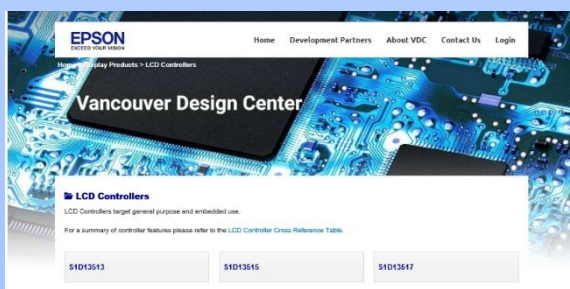 EPSON
EXCEED YOUR VISION
Home Development Partners About VDC Contact Us Login
Home > Display Products > LCD Controllers
Vancouver Design Center
LCD Controllers
LCD Controllers target general purpose and embedded use.
For a summary of controller features please refer to the LCD Controller Cross Reference Table.
S1D13513 S1D13515 S1D13517